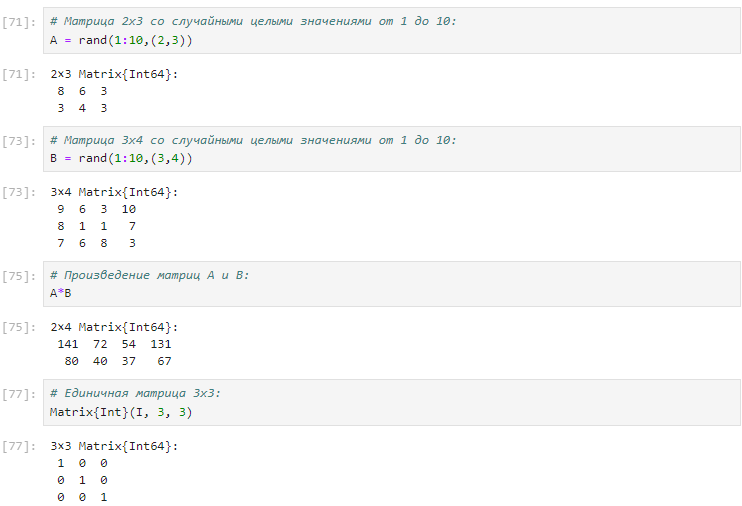 [71]: # Матрица 2x3 со случайными целыми значениями от 1 до 10:
A = rand(1:10,(2,3))
[71]: 2×3 Matrix{Int64}:
8 6 3
3 4 3
[73]: # Матрица 3x4 со случайными целыми значениями от 1 до 10:
B = rand(1:10,(3,4))
[73]: 3×4 Matrix{Int64}:
9 6 3 10
8 1 1 7
7 6 8 3
[75]: # Произведение матриц A и B:
A*B
[75]: 2×4 Matrix{Int64}:
141 72 54 131
80 40 37 67
[77]: # Единичная матрица 3x3:
Matrix{Int}(I, 3, 3)
[77]: 3×3 Matrix{Int64}:
1 0 0
0 1 0
0 0 1